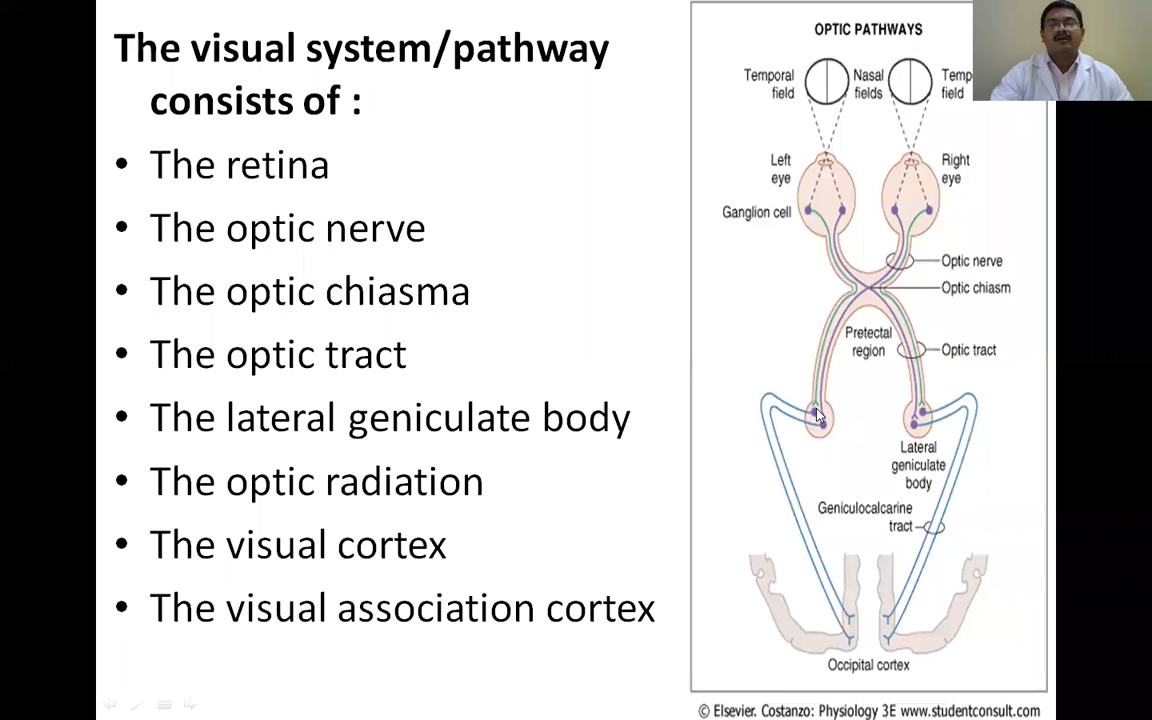 The visual system/pathway
consists of :
• The retina
• The optic nerve
• The optic chiasma
• The optic tract
• The lateral geniculate body
• The optic radiation
• The visual cortex
• The visual association cortex
OPTIC PATHWAYS
Temporal
field
Nasal
fields
field
Left
eye
Right
eye
Ganglion cell
Optic nerve
Optic chiasm
Pretectal
region
Optic tract
Lateral
geniculate
body
Geniculocalcarine
tract
Occipital cortex
© Elsevier. Costanzo: Physiology 3E www.studentconsult.com